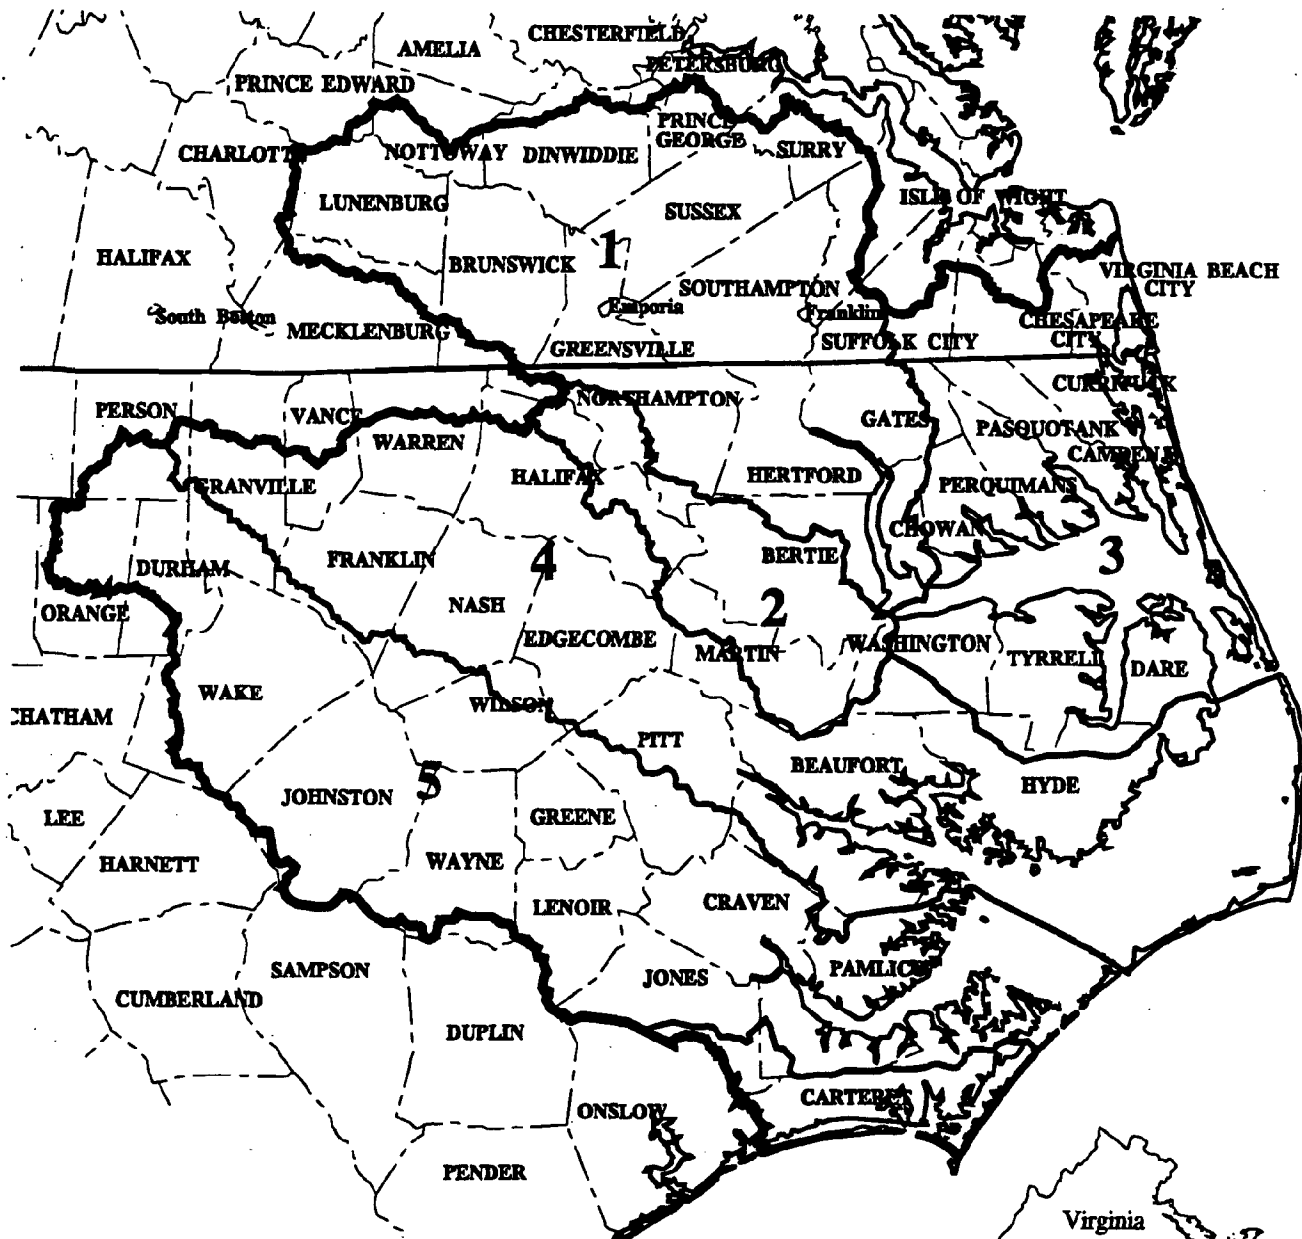 CHESTERFIELD
AMELIA
PETERSBURG
PRINCE EDWARD
PRINCE
GEORGE
CHARLOTTE
NOTTOWAY
DINWIDDIE
SURRY
LUNENBURG
SUSSEX
ISLE OF WIGHT
HALIFAX
BRUNSWICK
1
SOUTHAMPTON
VIRGINIA BEACH
CITY
South Boston
Emporia
Franklin
MECKLENBURG
CHESAPEAKE
CITY
GREENSVILLE
SUFFOLK CITY
CURRITUCK
NORTHAMPTON
PERSON
VANCE
WARREN
GATES
PASQUOTANK
CAMDEN
HALIFAX
HERTFORD
GRANVILLE
PERQUIMANS
CHOWAN
FRANKLIN
4
BERTIE
3
DURHAM
NASH
2
ORANGE
EDGECOMBE
MARTIN
WASHINGTON
TYRRELL
DARE
WAKE
WILSON
CHATHAM
PITT
BEAUFORT
HYDE
JOHNSTON
5
LEE
GREENE
HARNETT
WAYNE
LENOIR
CRAVEN
SAMPSON
JONES
PAMLICO
CUMBERLAND
DUPLIN
ONSLOW
CARTERET
PENDER
Virginia